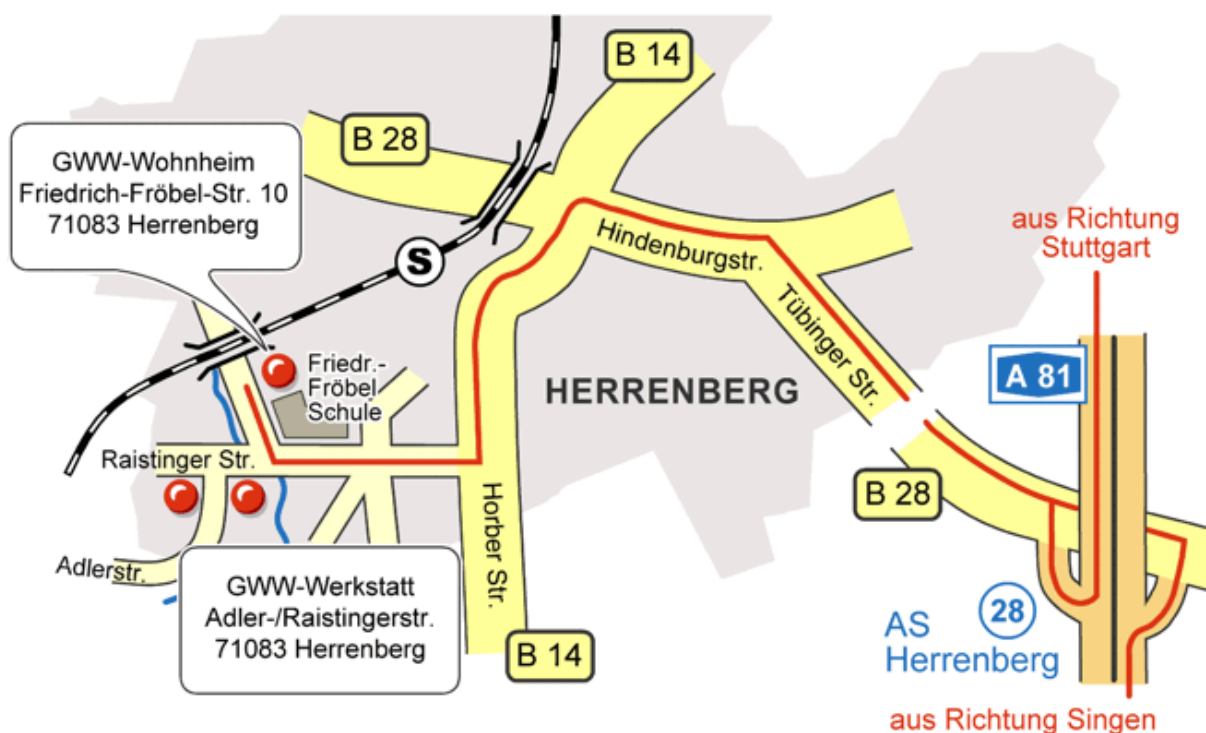 B 14
B 28
GWW-Wohnheim
Friedrich-Fröbel-Str. 10
71083 Herrenberg
aus Richtung
Stuttgart
Hindenburgstr.
S
Tübinger Str.
A 81
Friedr.-
Fröbel
Schule
HERRENBERG
Raistinger Str.
B 28
Horber Str.
Adlerstr.
GWW-Werkstatt
Adler-/Raistingerstr.
71083 Herrenberg
B 14
28
AS
Herrenberg
aus Richtung Singen